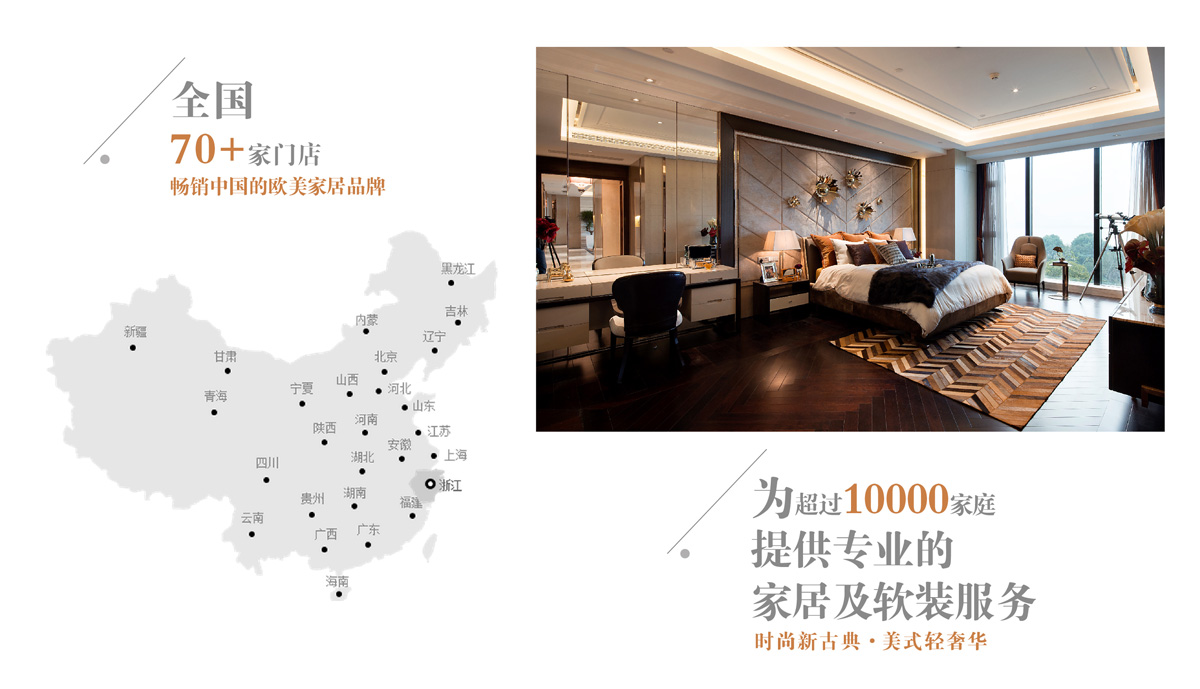 全国
70+家门店
畅销中国的欧美家居品牌
黑龙江
吉林
内蒙
新疆
辽宁
甘肃
北京
山西
宁夏
河北
青海
山东
河南
陕西
江苏
安徽
上海
湖北
四川
浙江
湖南
贵州
福建
云南
广东
广西
海南
为超过10000家庭
提供专业的
家居及软装服务
时尚新古典·美式轻奢华